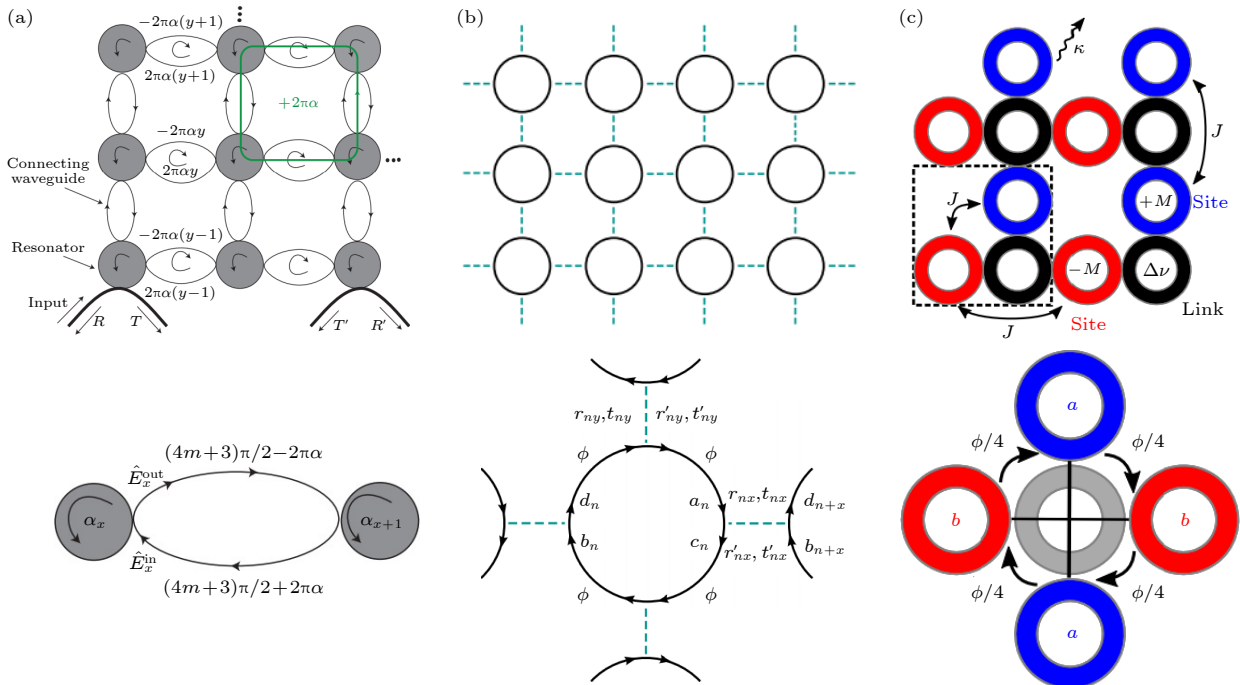 (a)
−2πα(y+1)
2πα(y+1)
+2πα
−2παy
2παy
Connecting
waveguide
−2πα(y−1)
Resonator
2πα(y−1)
Input
R
T
T′
R′
(4m+3)π/2−2πα
Ê_x^out
α_x
α_{x+1}
Ê_x^in
(4m+3)π/2+2πα
(b)
r_{ny},t_{ny}
r′_{ny},t′_{ny}
ϕ
ϕ
d_n
a_n
r_{nx},t_{nx}
d_{n+x}
b_n
c_n
r′_{nx},t′_{nx}
b_{n+x}
ϕ
ϕ
(c)
κ
J
J
+M
Site
−M
Δν
Link
J
Site
a
ϕ/4
ϕ/4
b
b
ϕ/4
ϕ/4
a